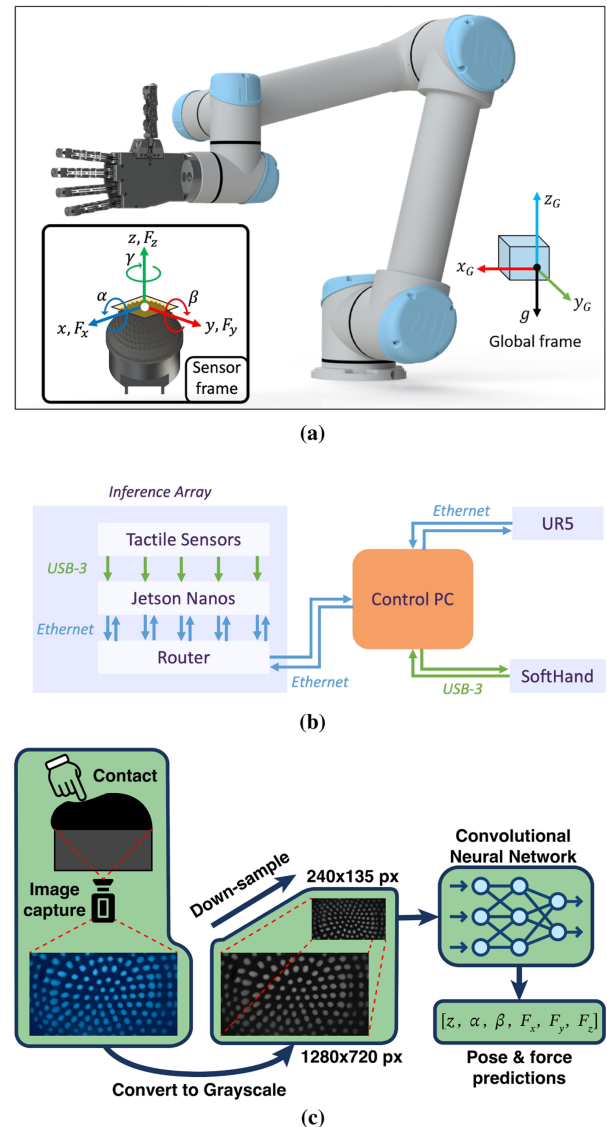 z, F_z
γ
α
β
x, F_x
y, F_y
Sensor
frame
z_G
x_G
y_G
g
Global frame
(a)
Inference Array
Tactile Sensors
USB-3
Jetson Nanos
Ethernet
Router
Ethernet
Control PC
Ethernet
UR5
SoftHand
USB-3
(b)
Contact
Image
capture
Down-sample
240x135 px
1280x720 px
Convert to Grayscale
Convolutional
Neural Network
[z, α, β, F_x, F_y, F_z]
Pose & force
predictions
(c)